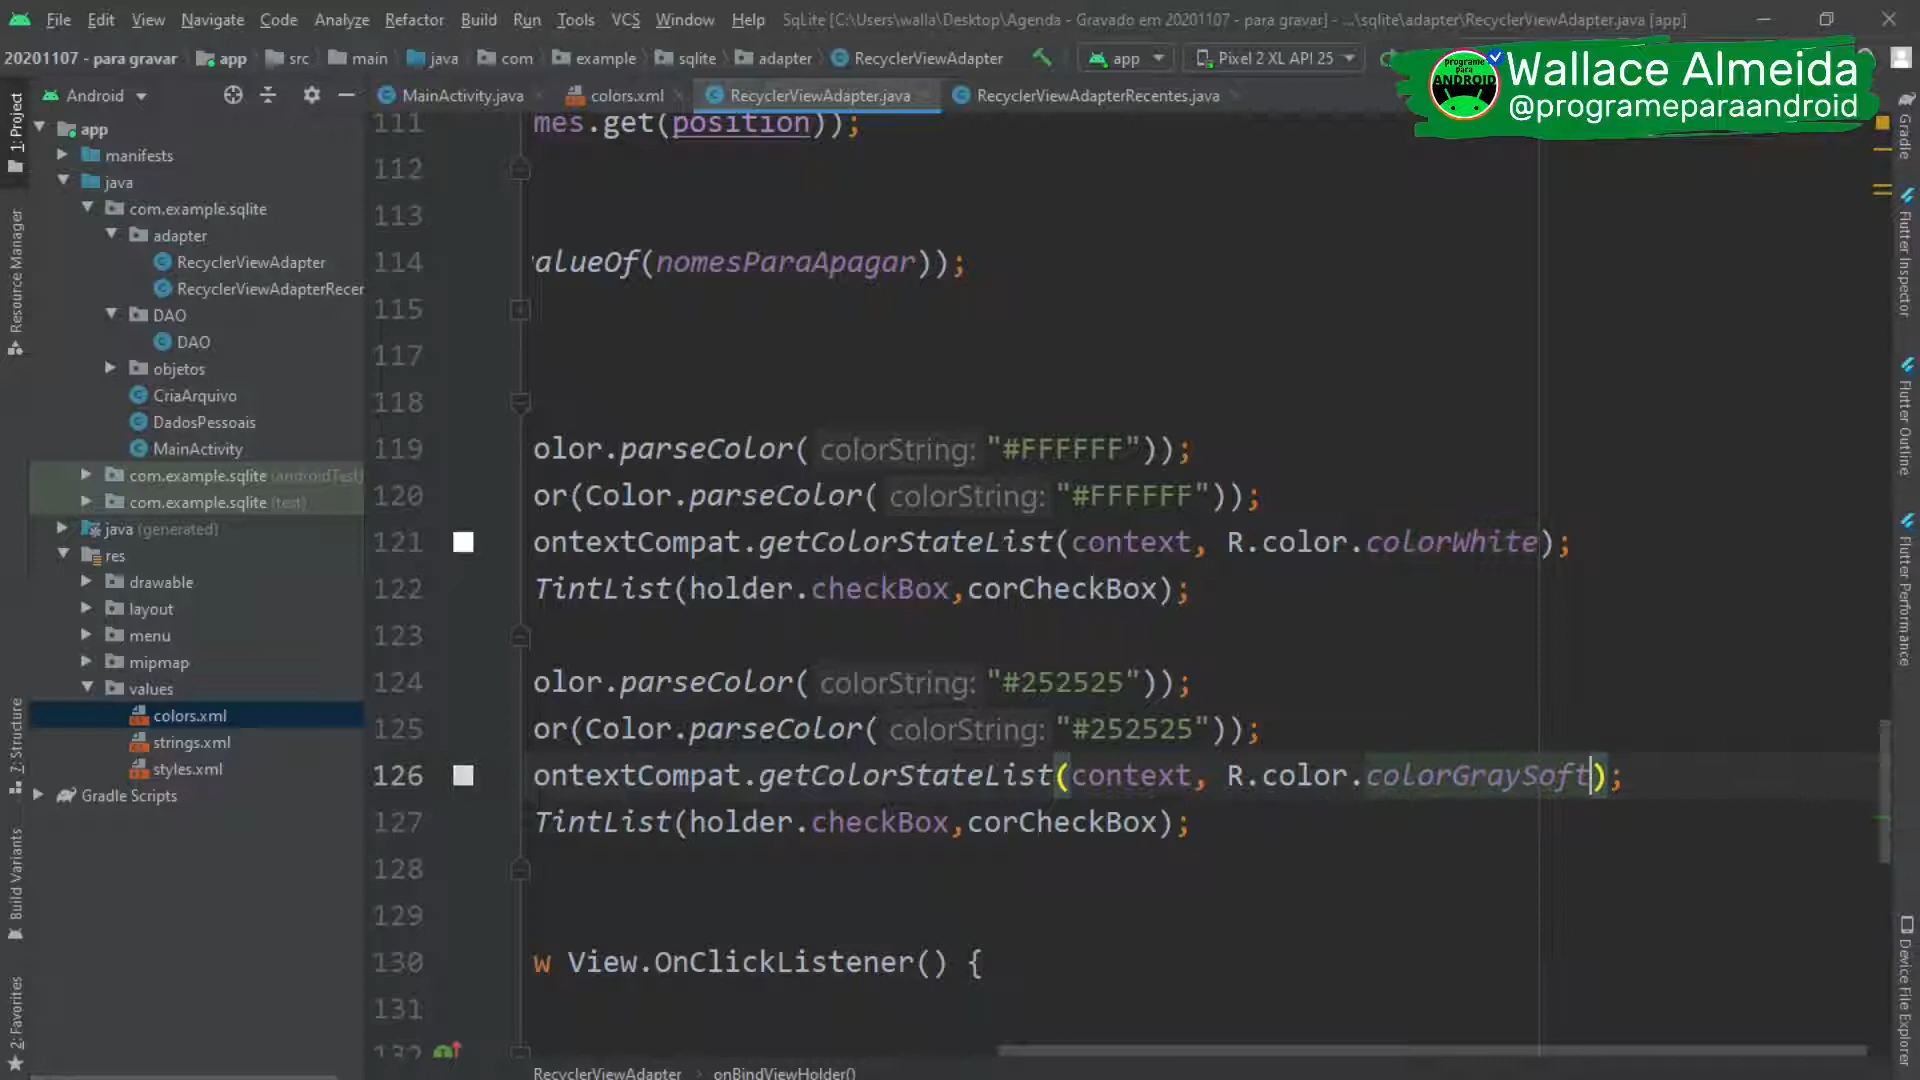 File Edit View Navigate Code Analyze Refactor Build Run Tools VCS Window Help SqLite [C:\Users\walla\Desktop\Agenda - Gravado em 20201107 - para gravar] - ...\sqlite\adapter\RecyclerViewAdapter.java [app]
20201107 - para gravar app src main java com example sqlite adapter RecyclerViewAdapter app Pixel 2 XL API 25
programe para ANDROID
Wallace Almeida
@programeparaandroid
Android
MainActivity.java colors.xml RecyclerViewAdapter.java RecyclerViewAdapterRecentes.java
1: Project
Resource Manager
7: Structure
Build Variants
2: Favorites
app
manifests
java
com.example.sqlite
adapter
RecyclerViewAdapter
RecyclerViewAdapterRecer
DAO
DAO
objetos
CriaArquivo
DadosPessoais
MainActivity
com.example.sqlite (androidTest)
com.example.sqlite (test)
java (generated)
res
drawable
layout
menu
mipmap
values
colors.xml
strings.xml
styles.xml
Gradle Scripts
111 mes.get(position));
112
113
114 alueOf(nomesParaApagar));
115
117
118
119 olor.parseColor( colorString: "#FFFFFF"));
120 or(Color.parseColor( colorString: "#FFFFFF"));
121 ontextCompat.getColorStateList(context, R.color.colorWhite);
122 TintList(holder.checkBox,corCheckBox);
123
124 olor.parseColor( colorString: "#252525"));
125 or(Color.parseColor( colorString: "#252525"));
126 ontextCompat.getColorStateList(context, R.color.colorGraySoft);
127 TintList(holder.checkBox,corCheckBox);
128
129
130 w View.OnClickListener() {
131
132
RecyclerViewAdapter › onBindViewHolder()
Gradle
Flutter Inspector
Flutter Outline
Flutter Performance
Device File Explorer